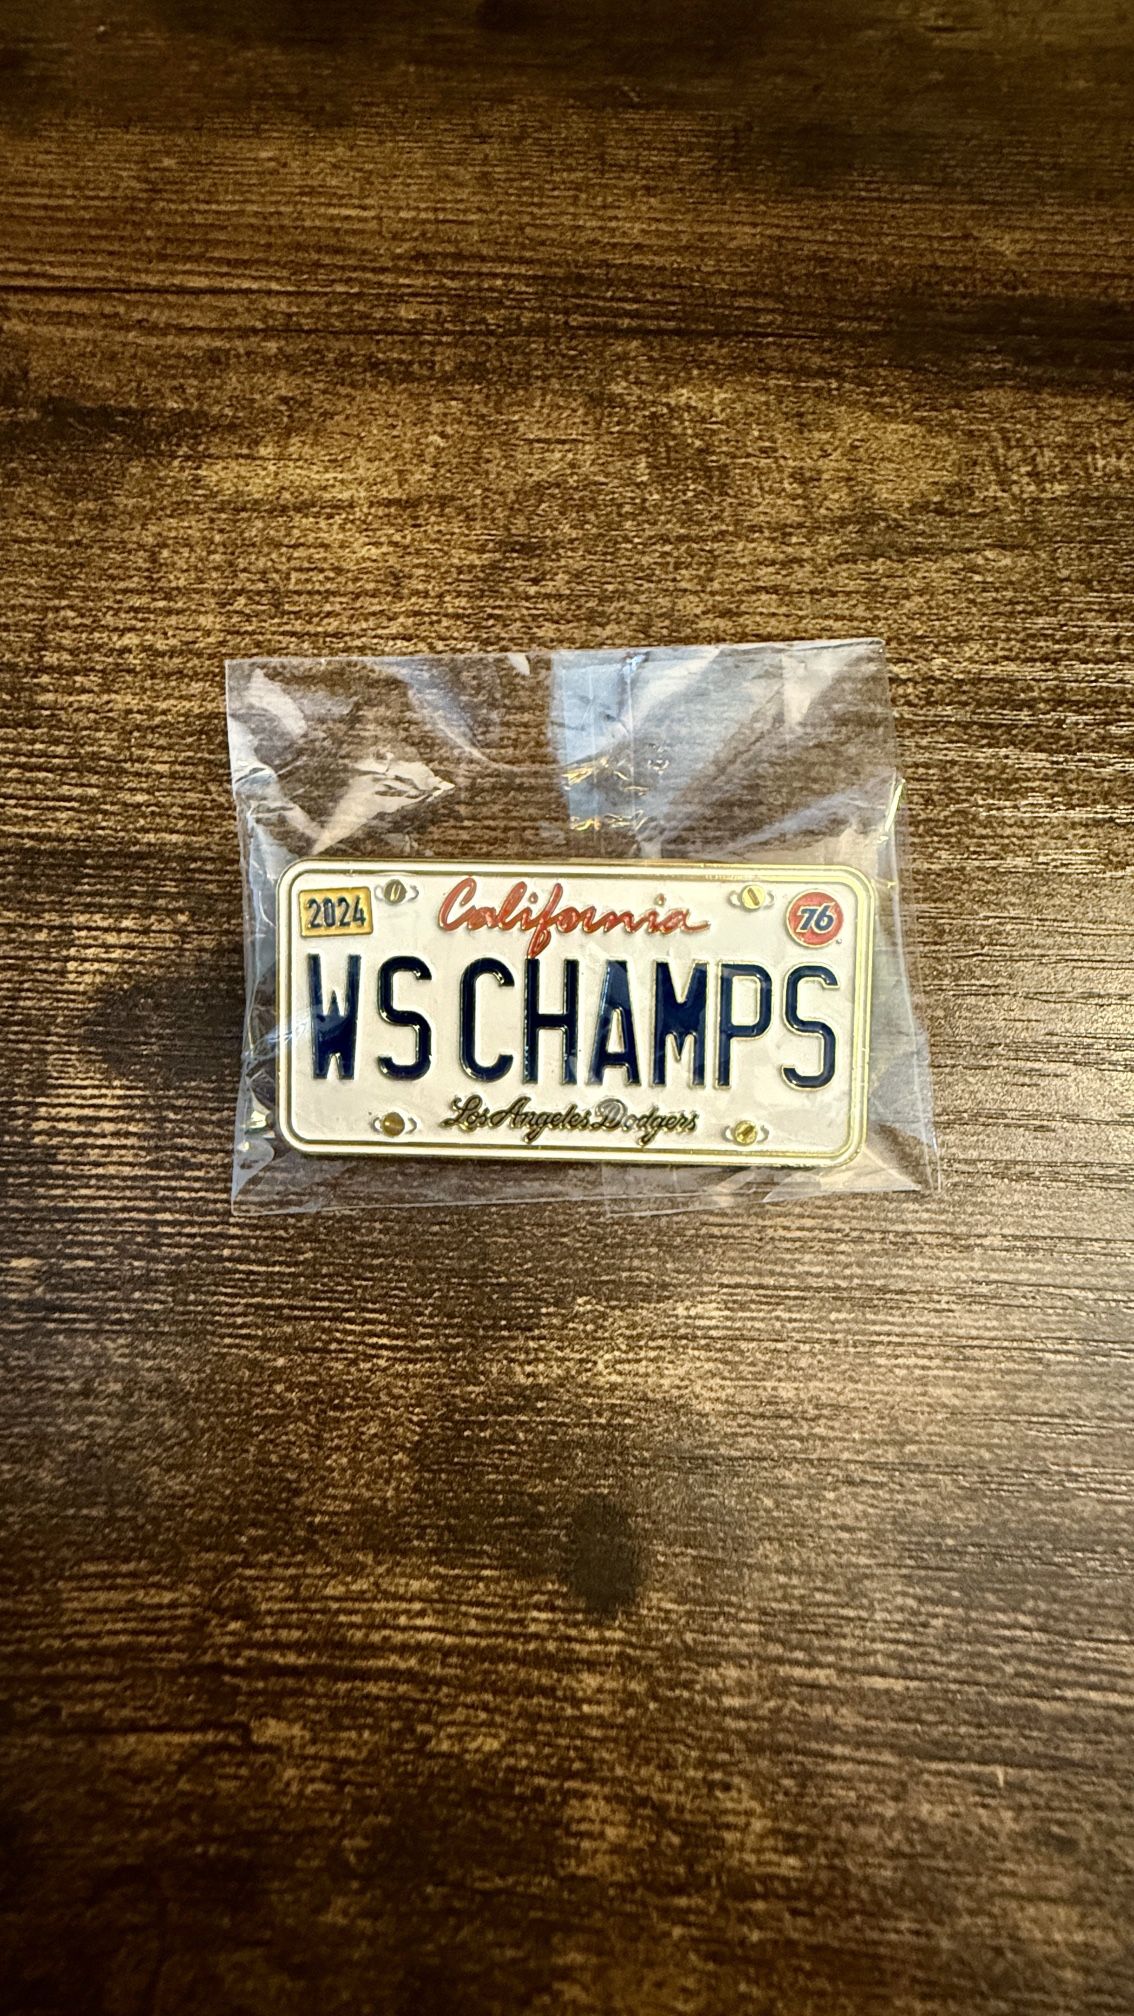 2024 California 76
WS CHAMPS
Los Angeles Dodgers